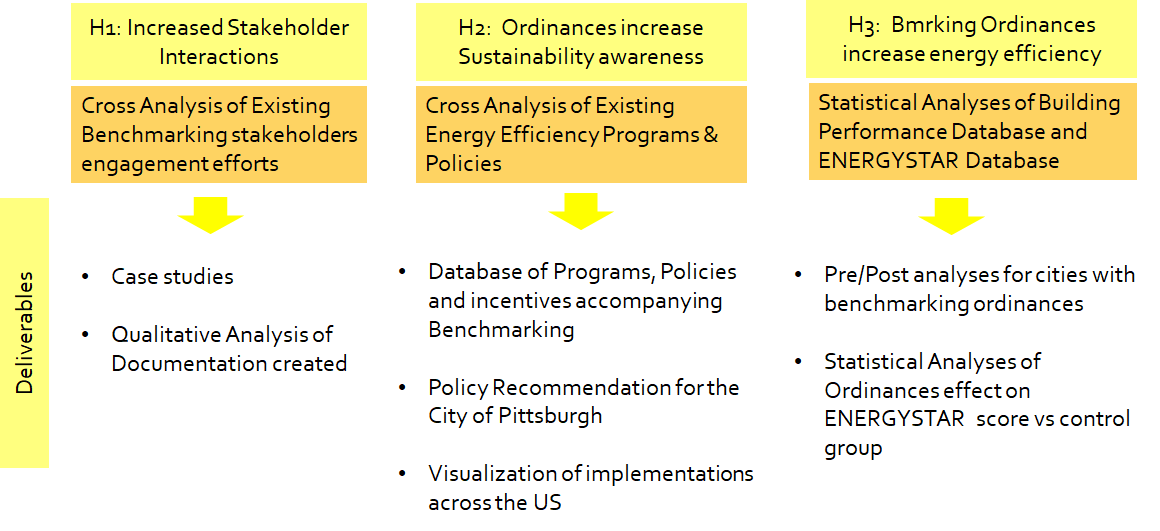 H1: Increased Stakeholder
Interactions
Cross Analysis of Existing
Benchmarking stakeholders
engagement efforts
H2: Ordinances increase
Sustainability awareness
Cross Analysis of Existing
Energy Efficiency Programs &
Policies
H3: Bmrking Ordinances
increase energy efficiency
Statistical Analyses of Building
Performance Database and
ENERGYSTAR Database
Deliverables
• Case studies
• Qualitative Analysis of
Documentation created
• Database of Programs, Policies
and incentives accompanying
Benchmarking
• Policy Recommendation for the
City of Pittsburgh
• Visualization of implementations
across the US
• Pre/Post analyses for cities with
benchmarking ordinances
• Statistical Analyses of
Ordinances effect on
ENERGYSTAR score vs control
group